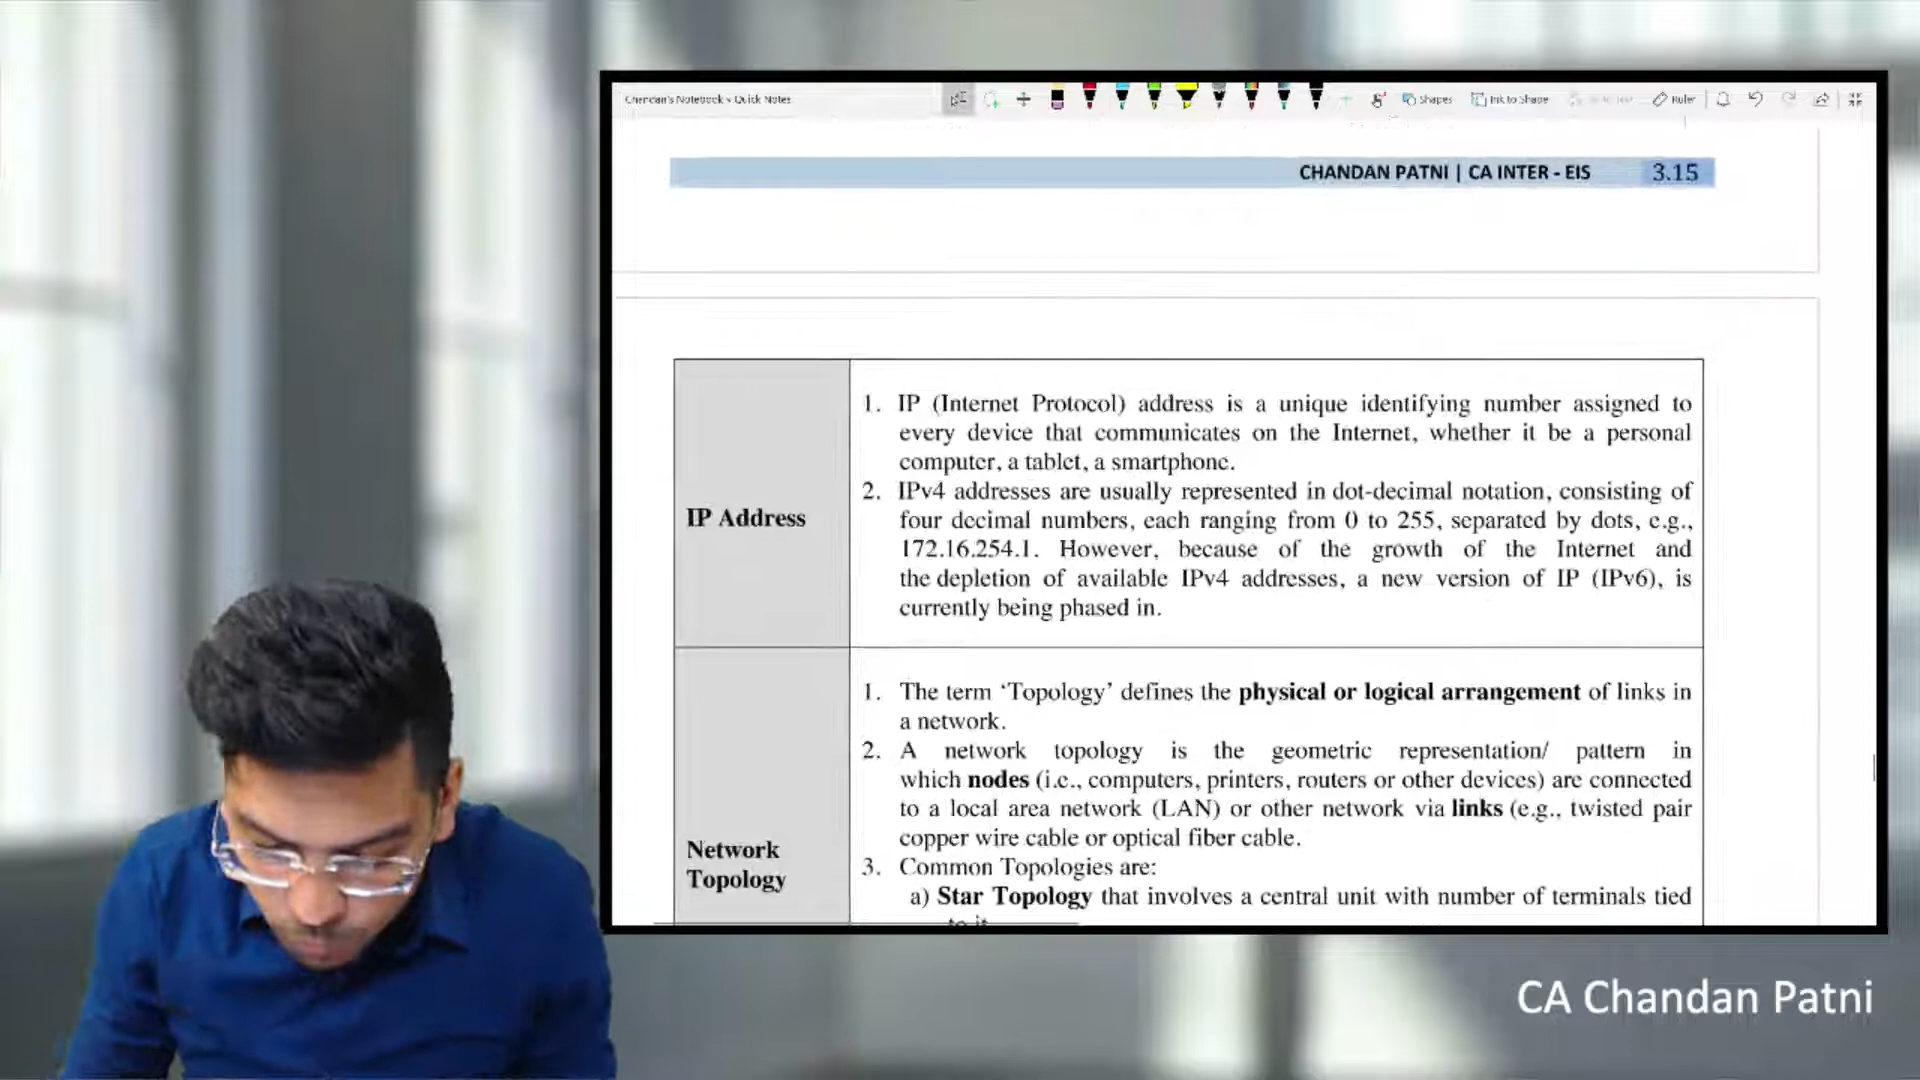 Chandan's Notebook » Quick Notes
Shapes
Ink to Shape
Ruler
CHANDAN PATNI | CA INTER - EIS 3.15
IP Address
1. IP (Internet Protocol) address is a unique identifying number assigned to
every device that communicates on the Internet, whether it be a personal
computer, a tablet, a smartphone.
2. IPv4 addresses are usually represented in dot-decimal notation, consisting of
four decimal numbers, each ranging from 0 to 255, separated by dots, e.g.,
172.16.254.1. However, because of the growth of the Internet and
the depletion of available IPv4 addresses, a new version of IP (IPv6), is
currently being phased in.
Network
Topology
1. The term ‘Topology’ defines the physical or logical arrangement of links in
a network.
2. A network topology is the geometric representation/ pattern in
which nodes (i.e., computers, printers, routers or other devices) are connected
to a local area network (LAN) or other network via links (e.g., twisted pair
copper wire cable or optical fiber cable.
3. Common Topologies are:
a) Star Topology that involves a central unit with number of terminals tied
to it
CA Chandan Patni